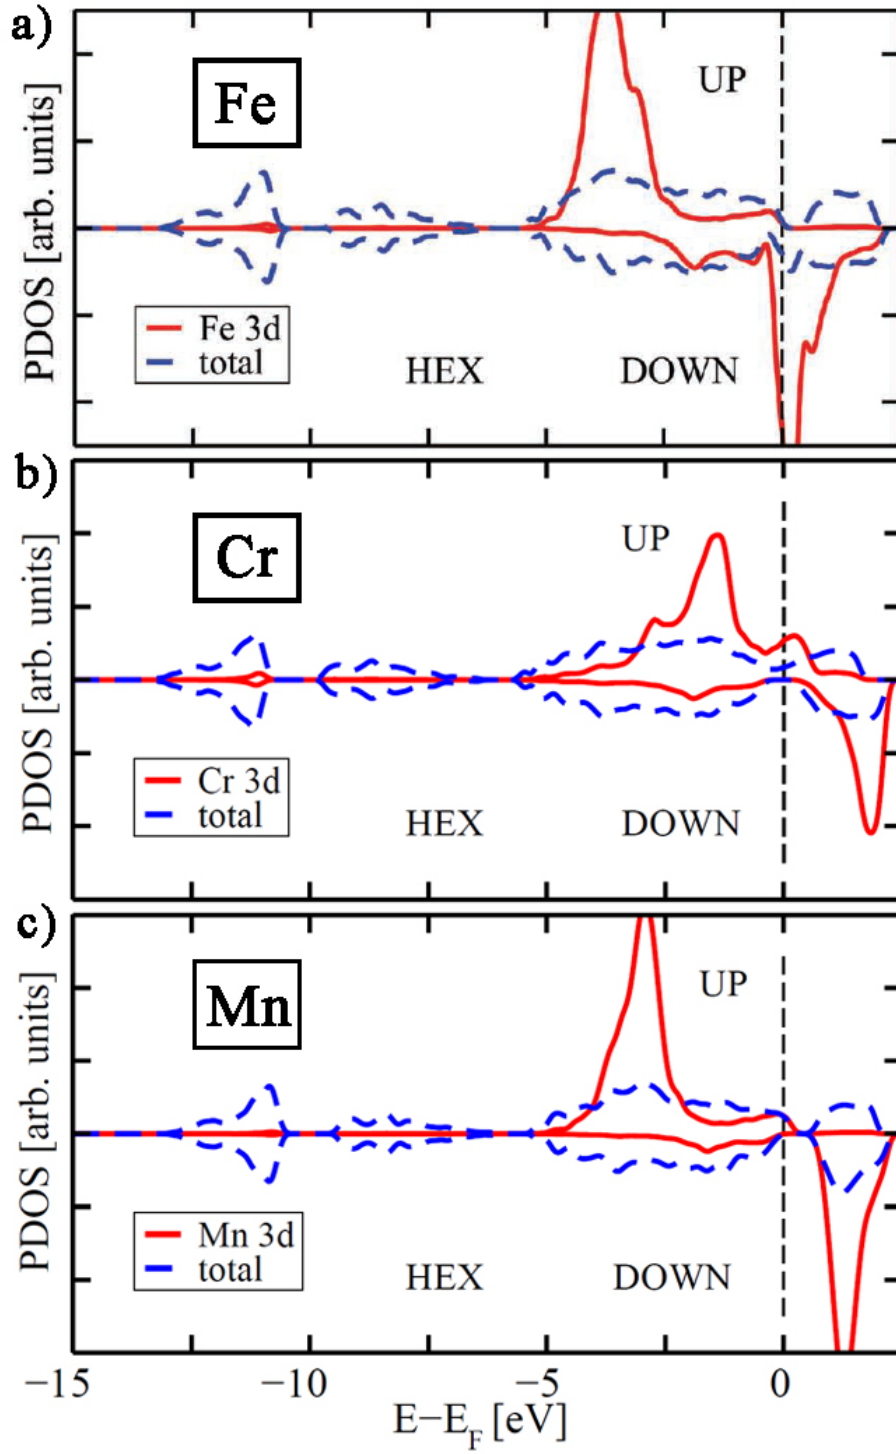 a)
Fe
UP
PDOS [arb. units]
Fe 3d
total
HEX
DOWN
b)
Cr
UP
PDOS [arb. units]
Cr 3d
total
HEX
DOWN
c)
Mn
UP
PDOS [arb. units]
Mn 3d
total
HEX
DOWN
−15 −10 −5 0
E−E_F [eV]